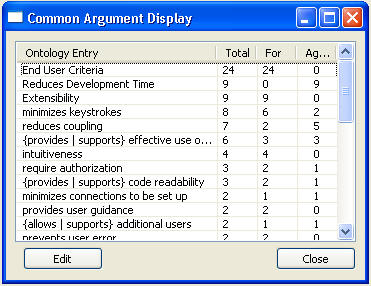 Common Argument Display
Ontology Entry Total For Ag...
End User Criteria 24 24 0
Reduces Development Time 9 0 9
Extensibility 9 9 0
minimizes keystrokes 8 6 2
reduces coupling 7 2 5
{provides | supports} effective use o... 6 3 3
intuitiveness 4 4 0
require authorization 3 2 1
{provides | supports} code readability 3 2 1
minimizes connections to be set up 2 1 1
provides user guidance 2 2 0
{allows | supports} additional users 2 1 1
prevents user error 2 2 0
Edit Close